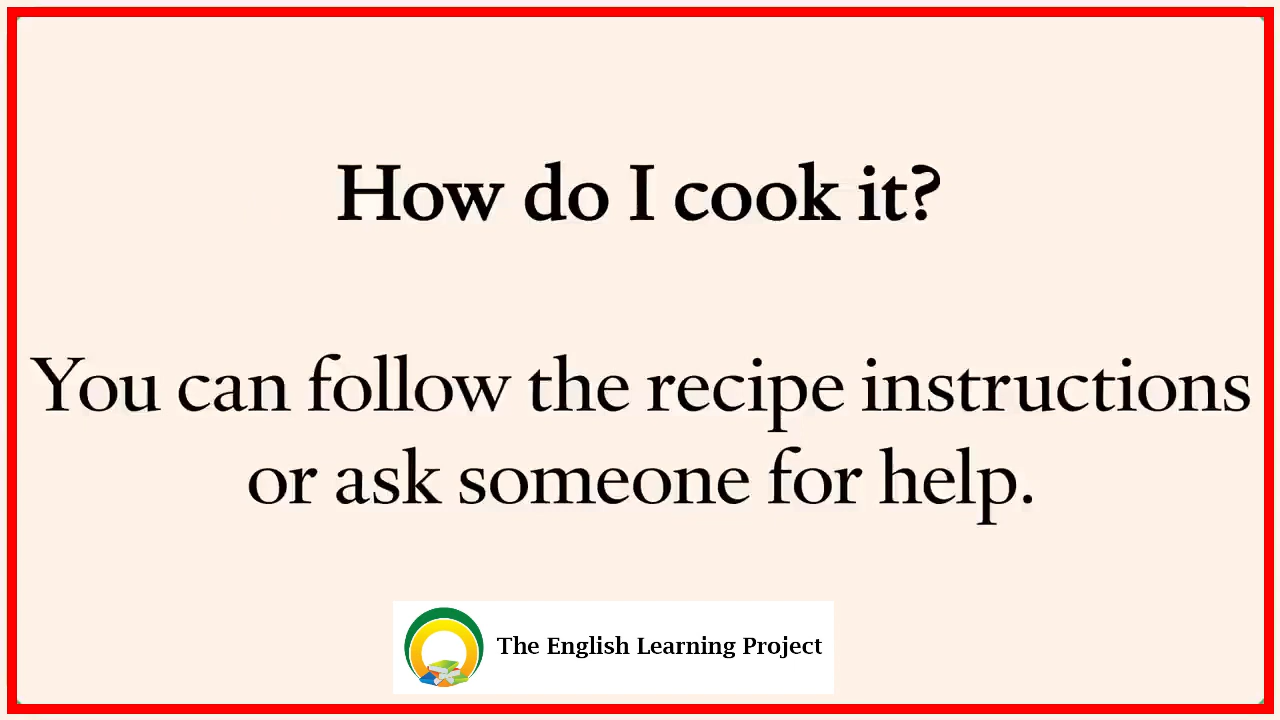 How do I cook it?
You can follow the recipe instructions
or ask someone for help.
The English Learning Project